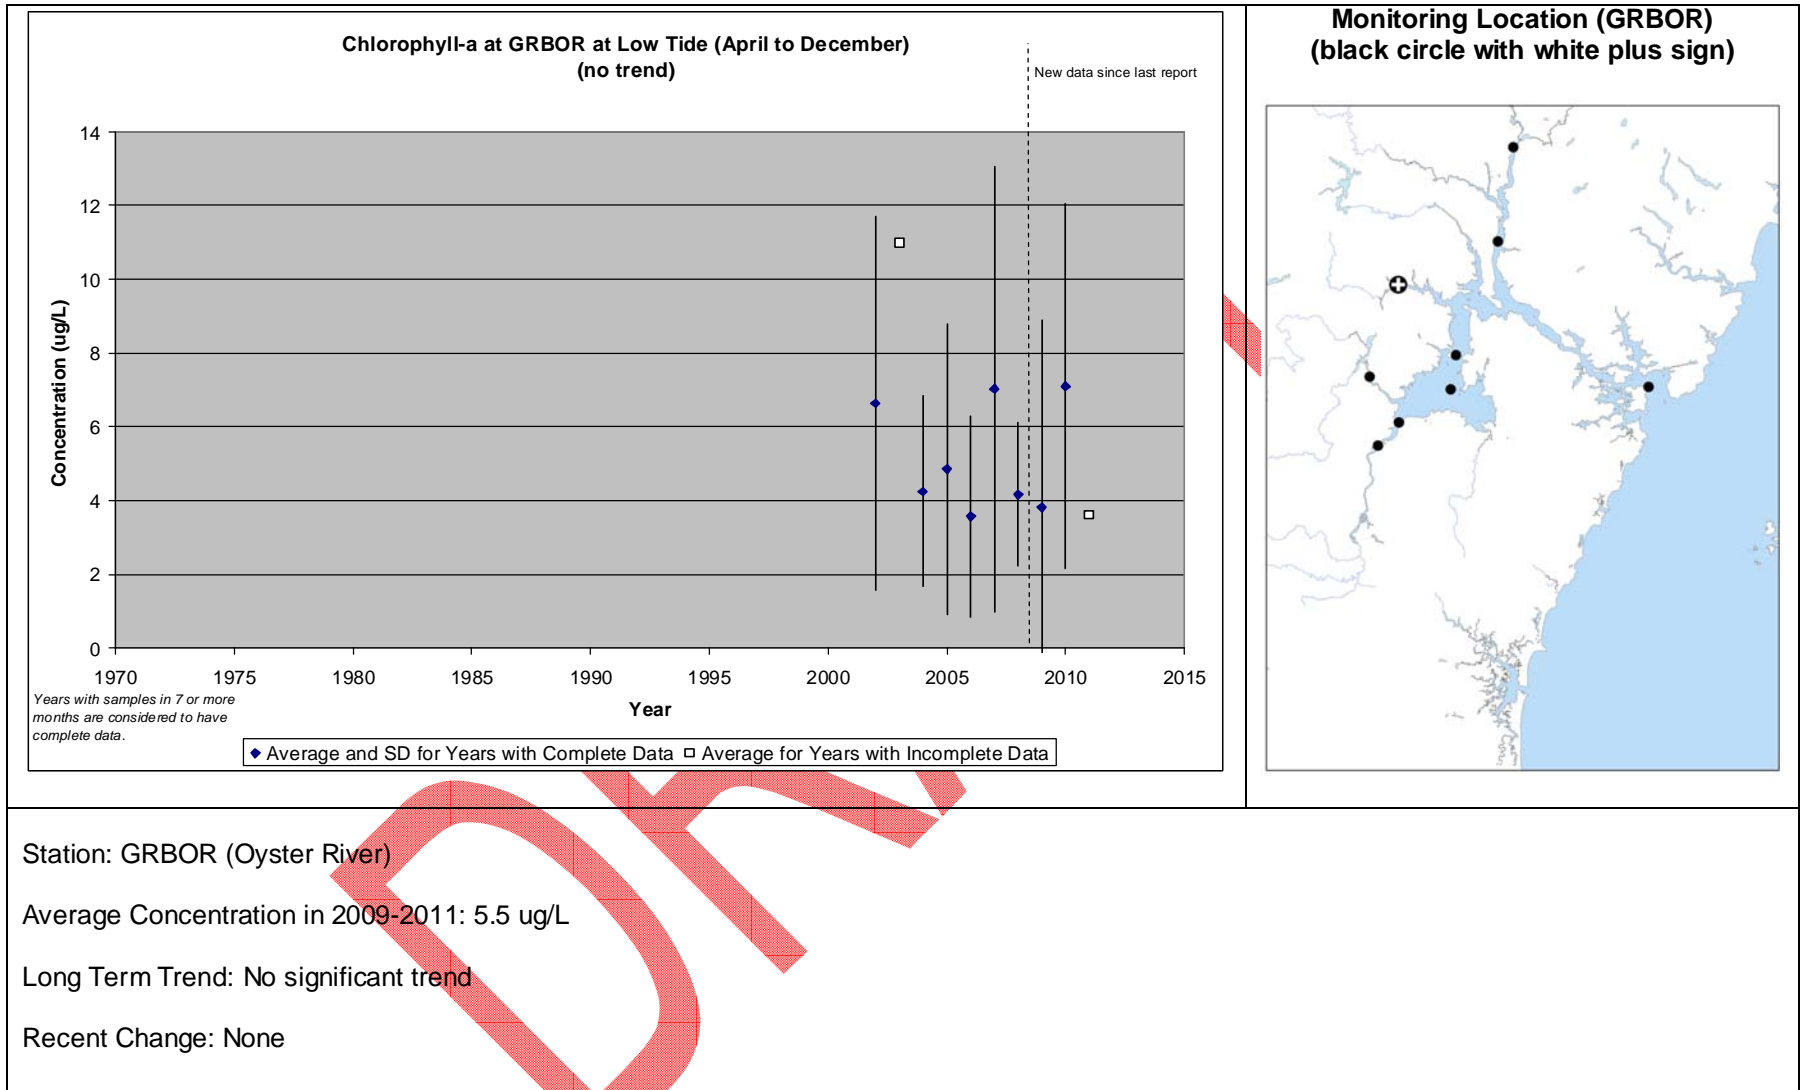 Chlorophyll-a at GRBOR at Low Tide (April to December)
(no trend)
New data since last report
14
12
10
8
6
4
2
0
Concentration (ug/L)
1970 1975 1980 1985 1990 1995 2000 2005 2010 2015
Year
Years with samples in 7 or more
months are considered to have
complete data.
Average and SD for Years with Complete Data Average for Years with Incomplete Data
Monitoring Location (GRBOR)
(black circle with white plus sign)
Station: GRBOR (Oyster River)
Average Concentration in 2009-2011: 5.5 ug/L
Long Term Trend: No significant trend
Recent Change: None